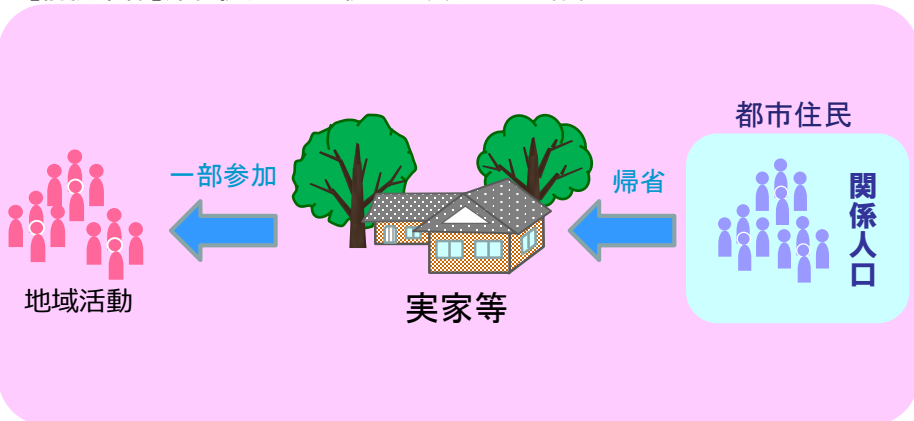 都市住民
一部参加
帰省
関係人口
地域活動
実家等